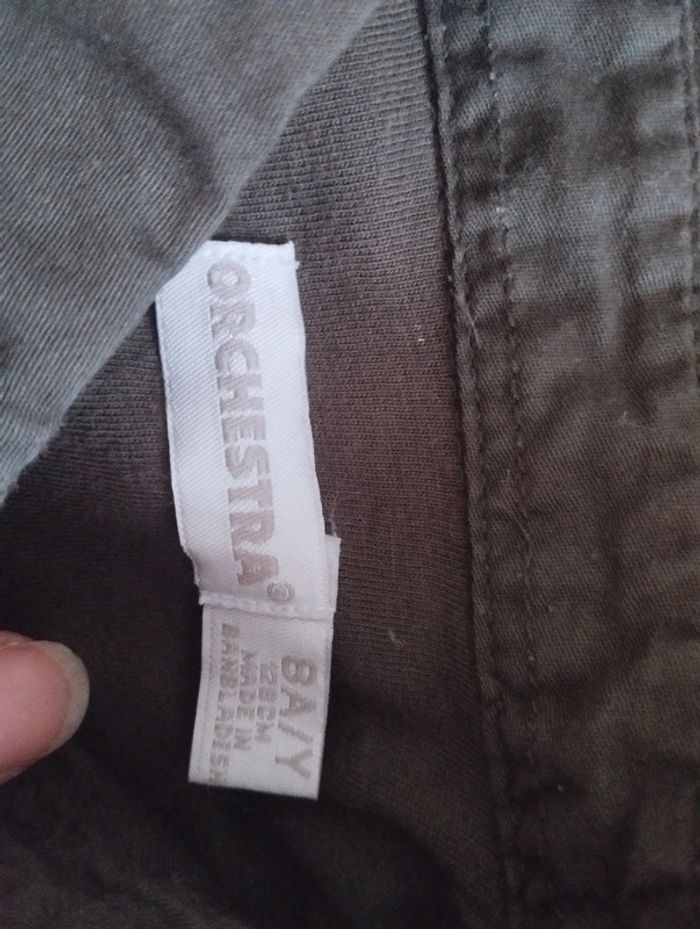 ORCHESTRA®
8A/Y
128CM
MADE IN
BANGLADESH